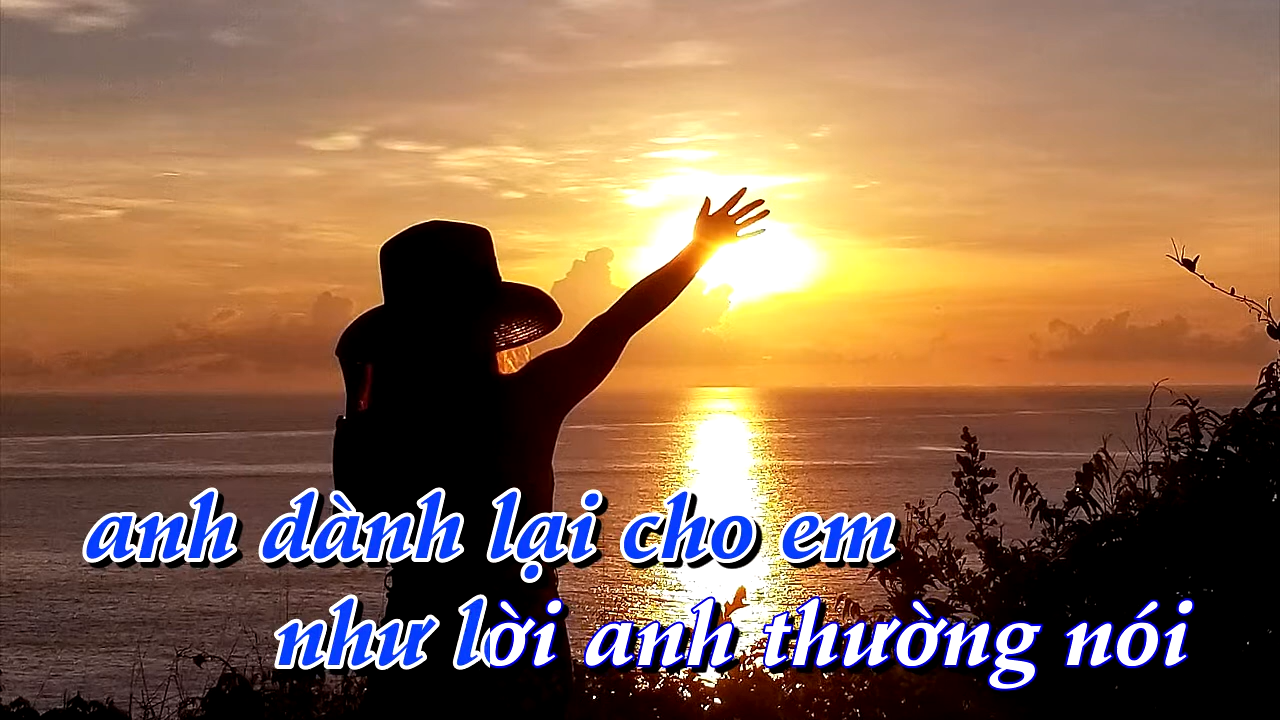 anh dành lại cho em
như lời anh thường nói